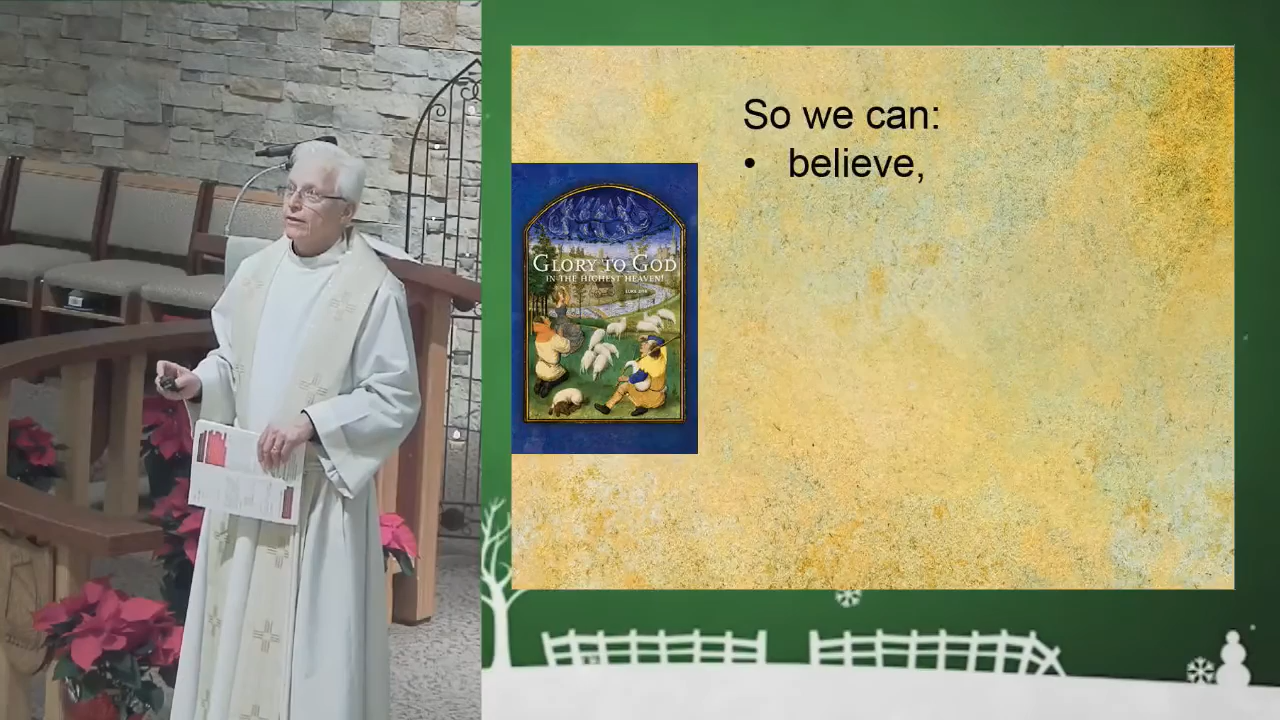 So we can:
• believe,
GLORY TO GOD
IN THE HIGHEST HEAVEN!